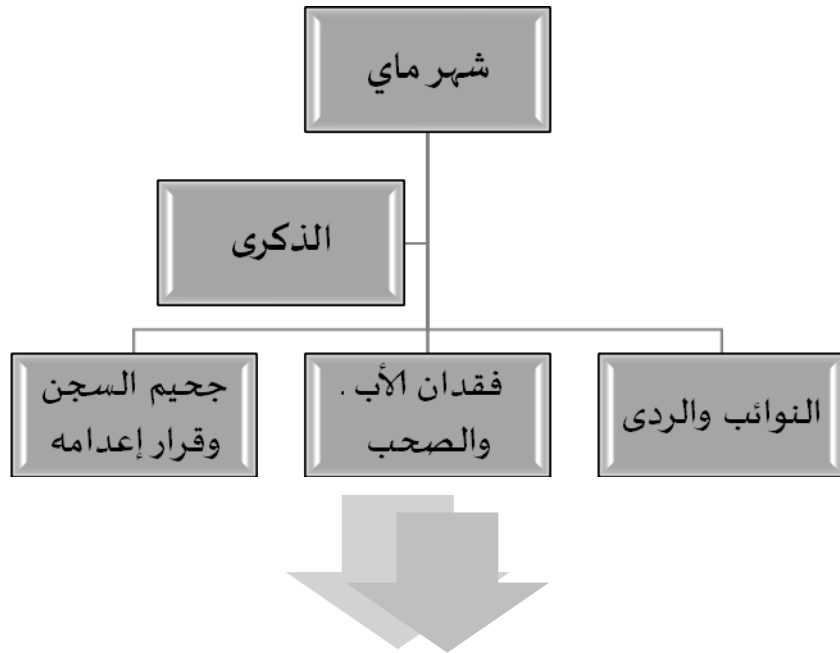 شهر ماي
الذكرى
النوائب والردى
فقدان الأب .
والصحب
جحيم السجن
وقرار إعدامه